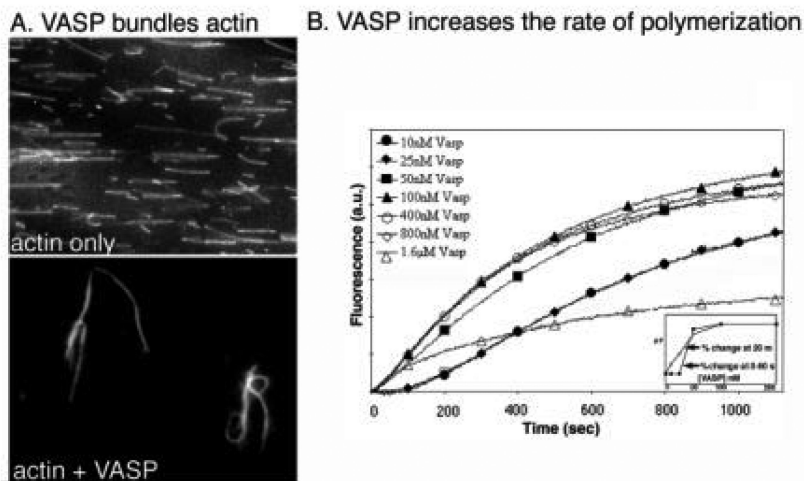 A. VASP bundles actin
B. VASP increases the rate of polymerization
actin only
actin + VASP
Fluorescence (a.u.)
10nM Vasp
25nM Vasp
50nM Vasp
100nM Vasp
400nM Vasp
800nM Vasp
1.6µM Vasp
% change at 20 m
% change at 0 60 s
[VASP] nM
0 200 400 600 800 1000
Time (sec)